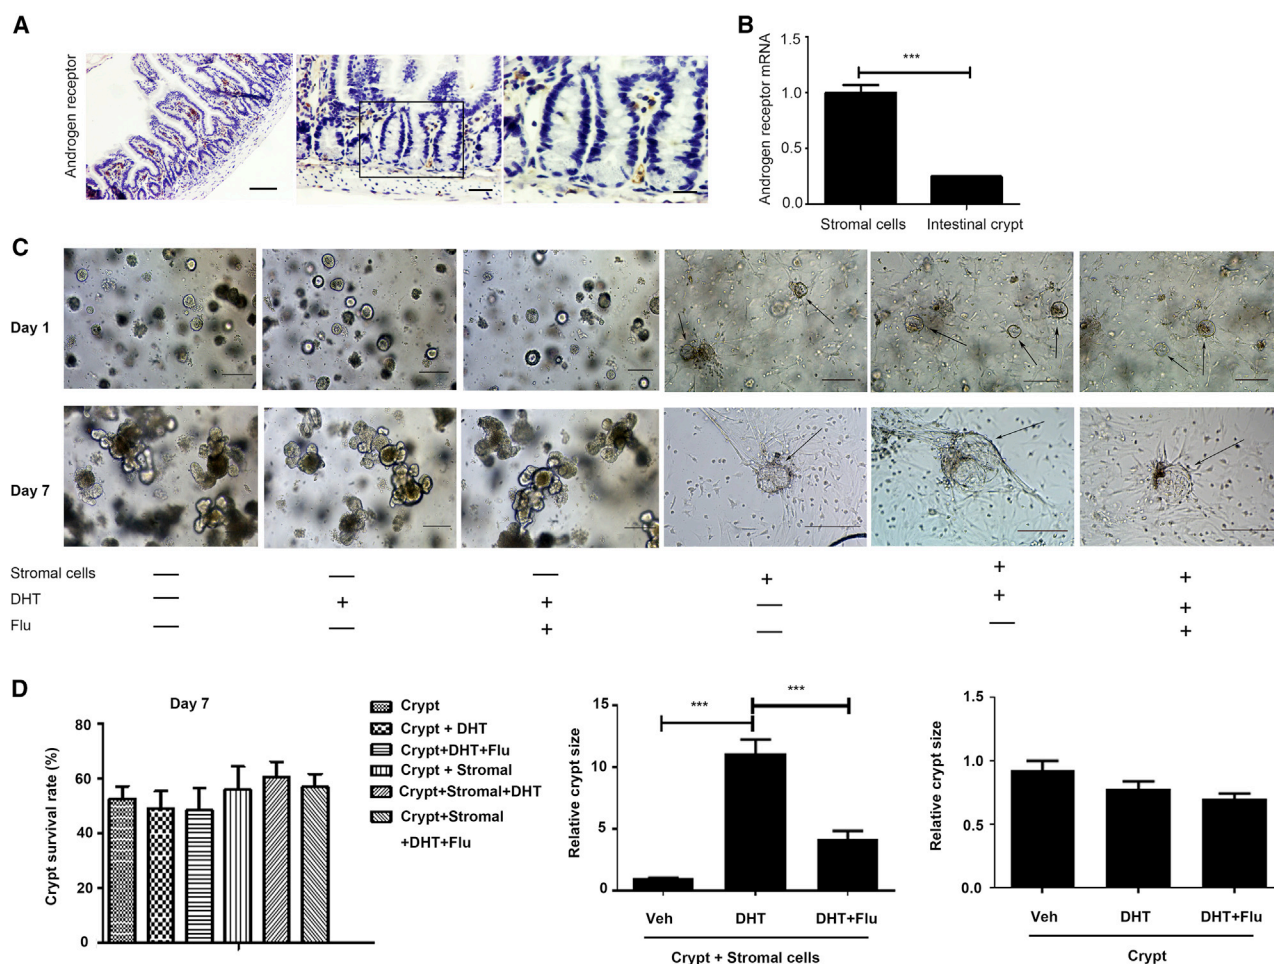 A
Androgen receptor
B
Androgen receptor mRNA
1.5
1.0
0.5
0.0
***
Stromal cells
Intestinal crypt
C
Day 1
Day 7
Stromal cells — — — + + +
DHT — + + — + +
Flu — — + — — +
D
Day 7
Crypt survival rate (%)
80
60
40
20
0
Crypt
Crypt + DHT
Crypt+DHT+Flu
Crypt + Stromal
Crypt+Stromal+DHT
Crypt+Stromal
+DHT+Flu
Relative crypt size
15
10
5
0
***
***
Veh
DHT
DHT+Flu
Crypt + Stromal cells
Relative crypt size
1.5
1.0
0.5
0.0
Veh
DHT
DHT+Flu
Crypt